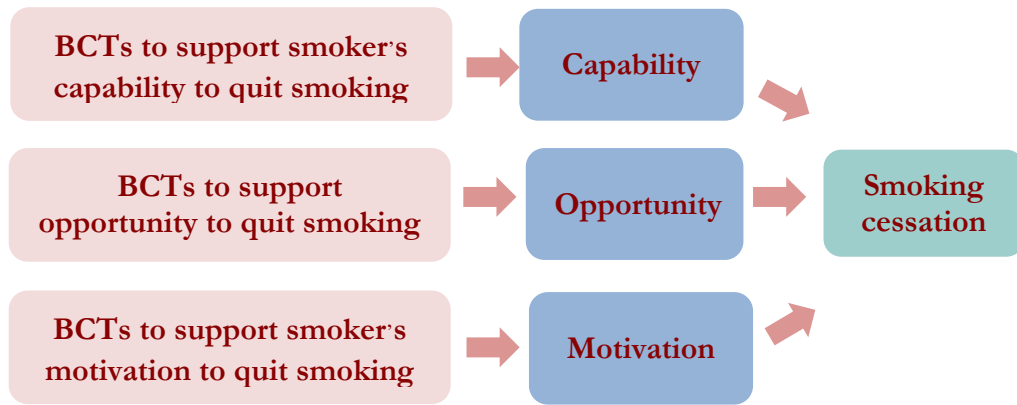 BCTs to support smoker's
capability to quit smoking
Capability
BCTs to support
opportunity to quit smoking
Opportunity
Smoking
cessation
BCTs to support smoker's
motivation to quit smoking
Motivation